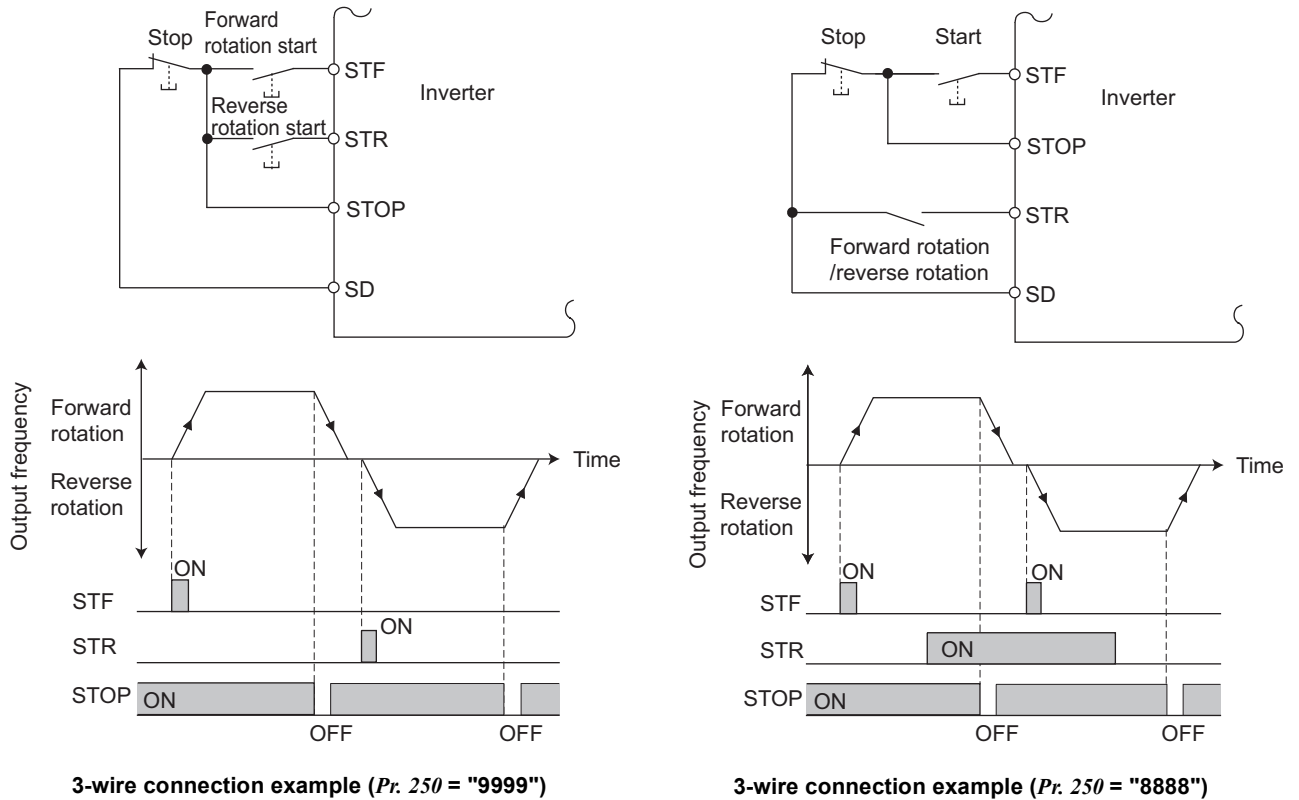 Stop
Forward
rotation start
STF
Inverter
Reverse
rotation start
STR
STOP
SD
Output frequency
Forward
rotation
Reverse
rotation
Time
ON
STF
ON
STR
STOP
ON
OFF
OFF
3-wire connection example (Pr. 250 = "9999")
Stop
Start
STF
Inverter
STOP
STR
Forward rotation
/reverse rotation
SD
Output frequency
Forward
rotation
Reverse
rotation
Time
ON
ON
STF
STR
ON
STOP
ON
OFF
OFF
3-wire connection example (Pr. 250 = "8888")